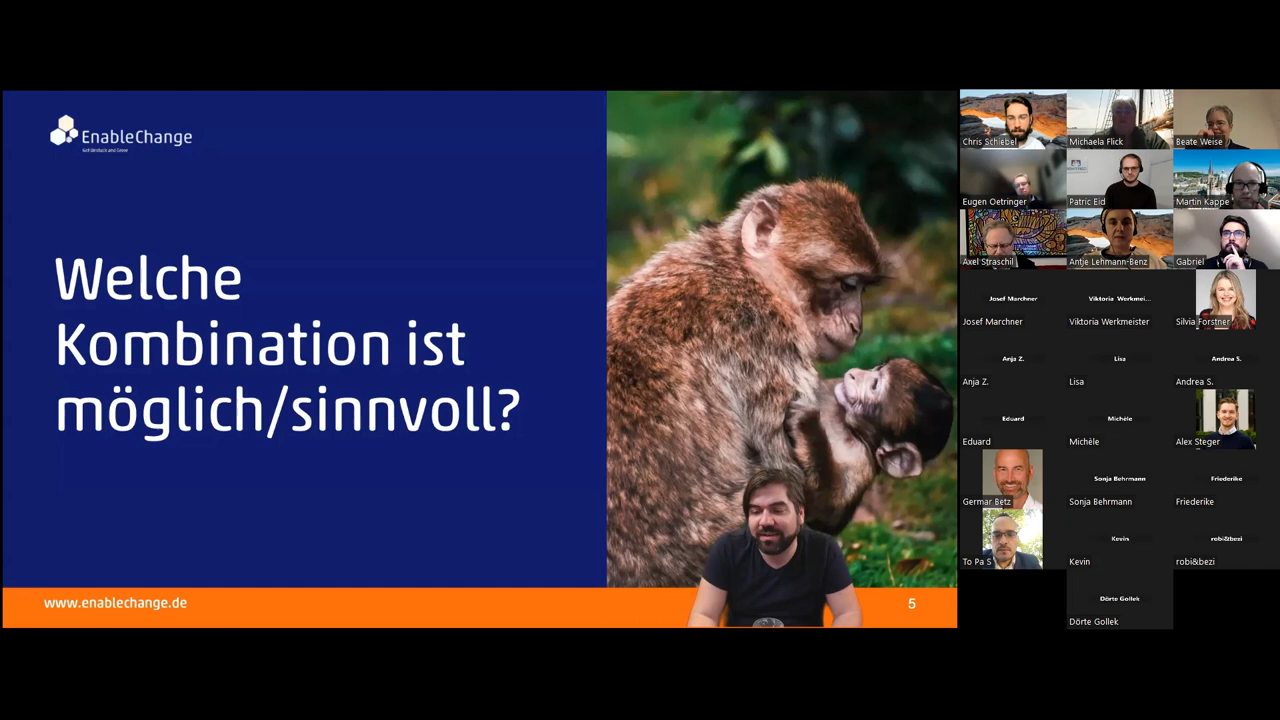 EnableChange
Welche
Kombination ist
möglich/sinnvoll?
www.enablechange.de
5
Chris Schiebel
Michaela Flick
Beate Weise
Eugen Oetringer
Patric Eid
Martin Kappe
Axel Straschil
Antje Lehmann-Benz
Gabriel
Josef Marchner
Viktoria Werkmei...
Josef Marchner
Viktoria Werkmeister
Silvia Forstner
Anja Z.
Lisa
Andrea S.
Anja Z.
Lisa
Andrea S.
Eduard
Michèle
Eduard
Michèle
Alex Steger
Sonja Behrmann
Friederike
Germar Betz
Sonja Behrmann
Friederike
Kevin
robi&bezi
To Pa S
Kevin
robi&bezi
Dörte Gollek
Dörte Gollek